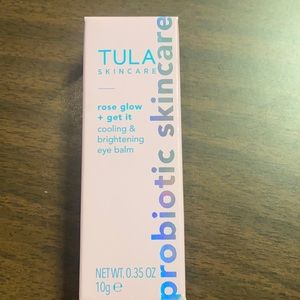 TULA
SKINCARE
rose glow
+ get it
cooling &
brightening
eye balm
NET WT. 0.35 OZ
10g ℮
probiotic skincare